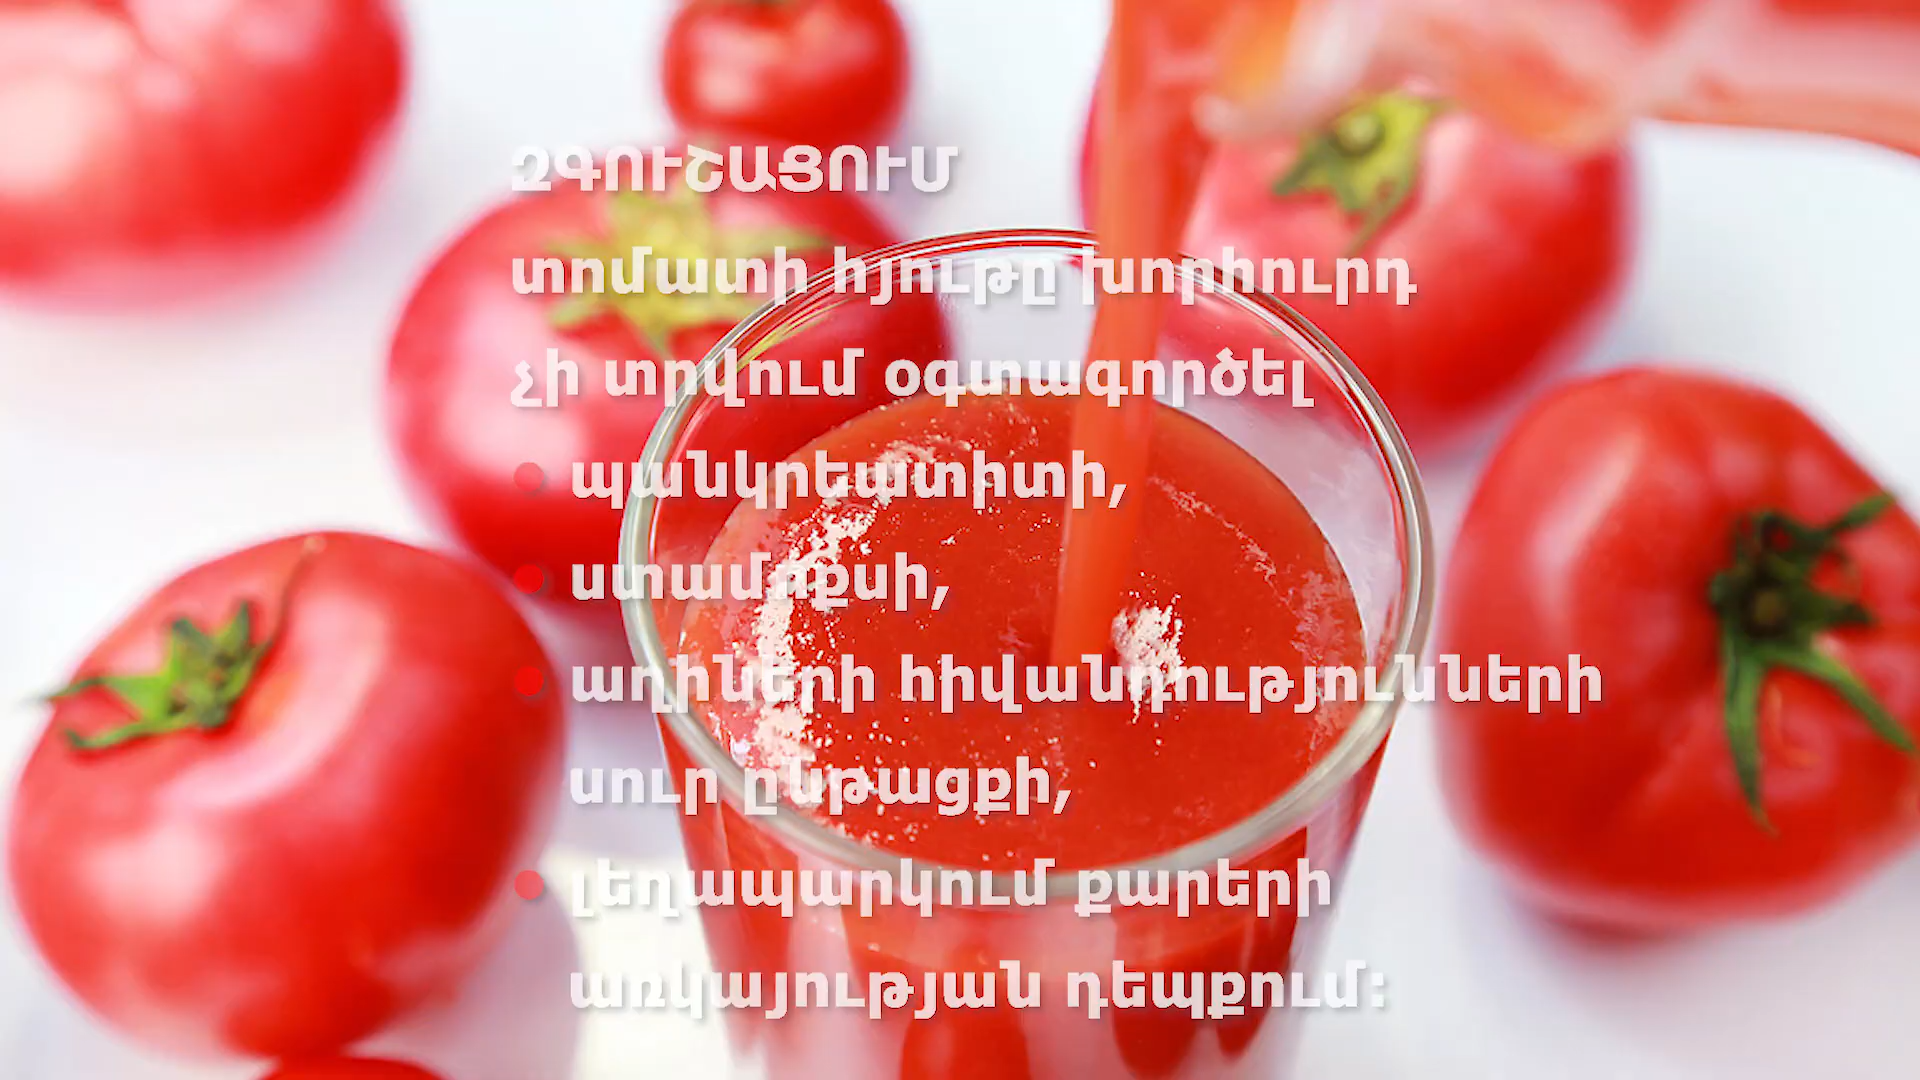 ԶԳՈՒՇԱՑՈՒՄ
տոմատի հյութը խորհուրդ
չի տրվում օգտագործել
• պանկրեատիտի,
• ստամոքսի,
• աղիների հիվանդությունների
սուր ընթացքի,
• լեղապարկում քարերի
առկայության դեպքում: